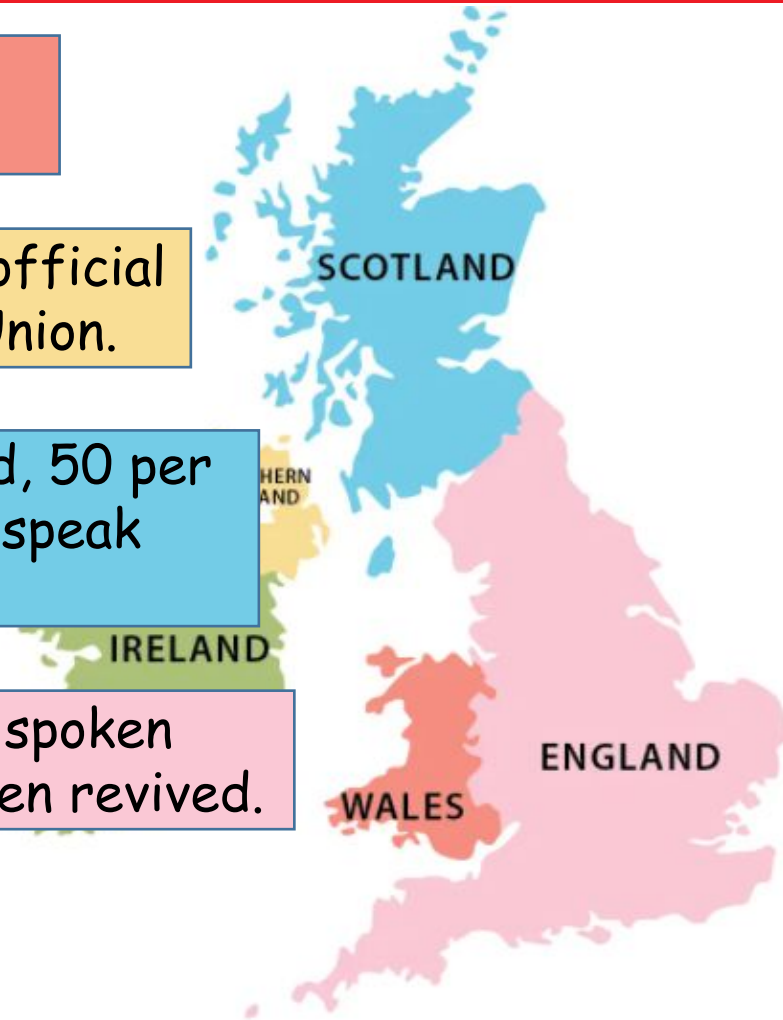 SCOTLAND
official
Union.
d, 50 per
speak
HERN
AND
IRELAND
spoken
en revived.
ENGLAND
WALES